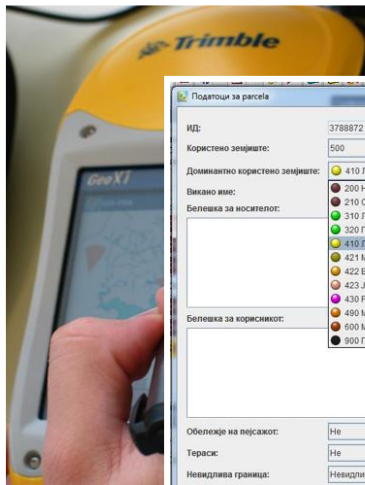 Trimble
GeoXT
Податоци за parcela
ИД: 3788872
Користено земјиште: 500
Доминантно користено земјиште: 410 Л
Викано име: 200 Н
210 О
Белешка за носителот: 310 Л
320 П
410 Л
421 М
422 В
423 Ј
430 Р
490 М
Белешка за корисникот: 600 М
900 П
Обележје на пејсажот: Не
Тераси: Не
Невидлива граница: Невидли